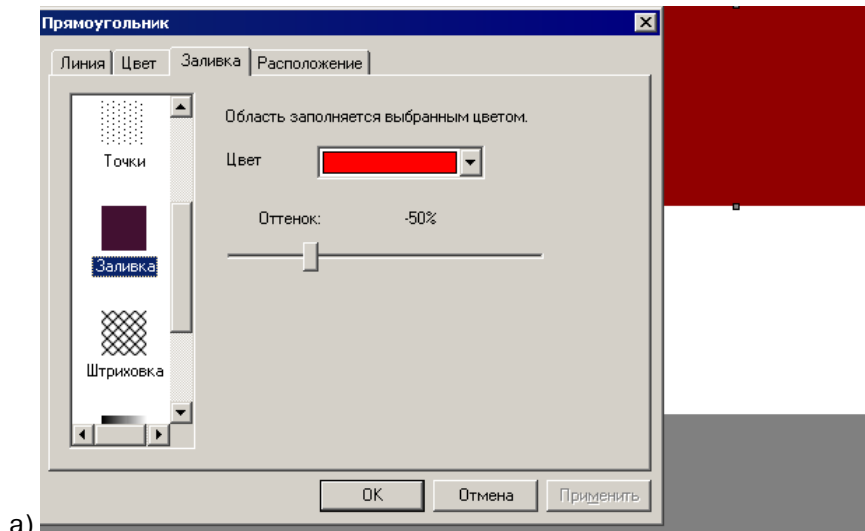 Прямоугольник
Линия Цвет Заливка Расположение
Точки
Заливка
Штриховка
Область заполняется выбранным цветом.
Цвет
Оттенок: -50%
OK Отмена Применить
а)